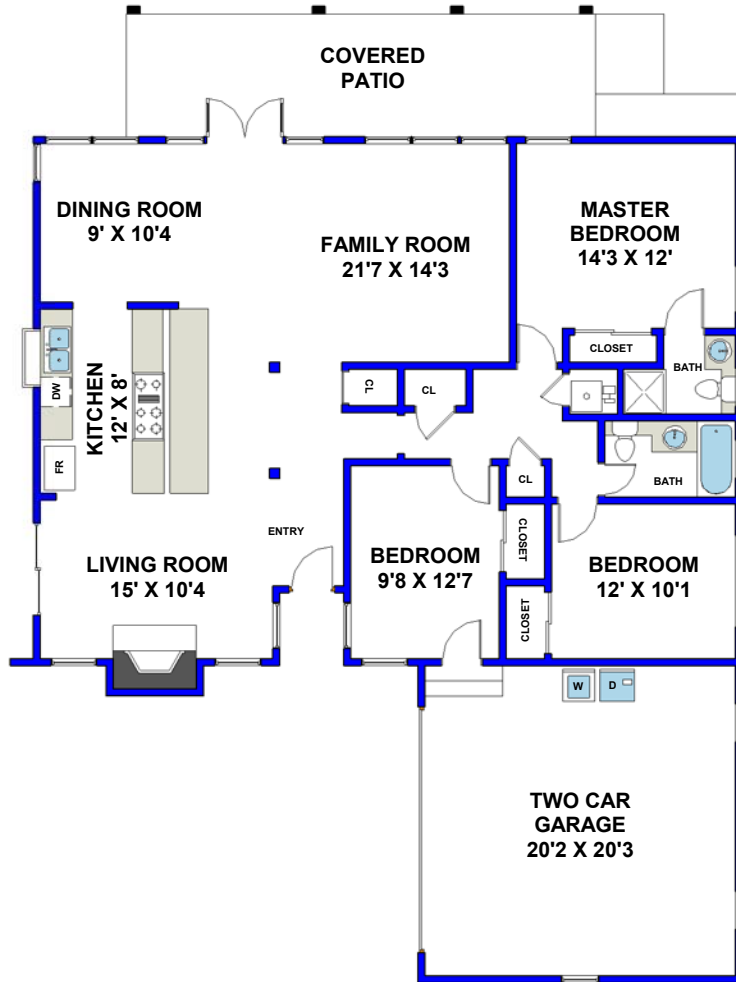 COVERED
PATIO
DINING ROOM
9' X 10'4
FAMILY ROOM
21'7 X 14'3
MASTER
BEDROOM
14'3 X 12'
CLOSET
BATH
CL
CL
DW
KITCHEN
12' X 8'
FR
BATH
CL
ENTRY
CLOSET
LIVING ROOM
15' X 10'4
BEDROOM
9'8 X 12'7
BEDROOM
12' X 10'1
CLOSET
W
D
TWO CAR
GARAGE
20'2 X 20'3